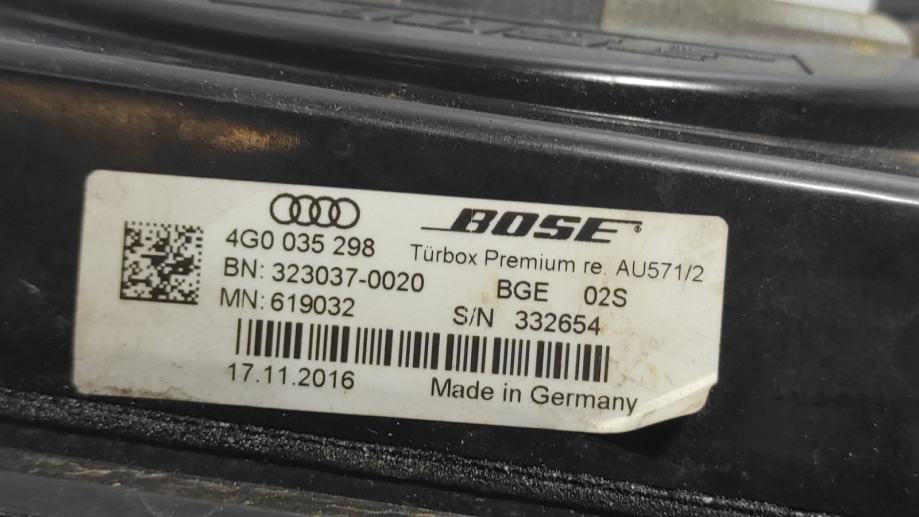 BOSE
4G0 035 298
Türbox Premium re. AU571/2
BN: 323037-0020
BGE 02S
MN: 619032
S/N 332654
17.11.2016
Made in Germany